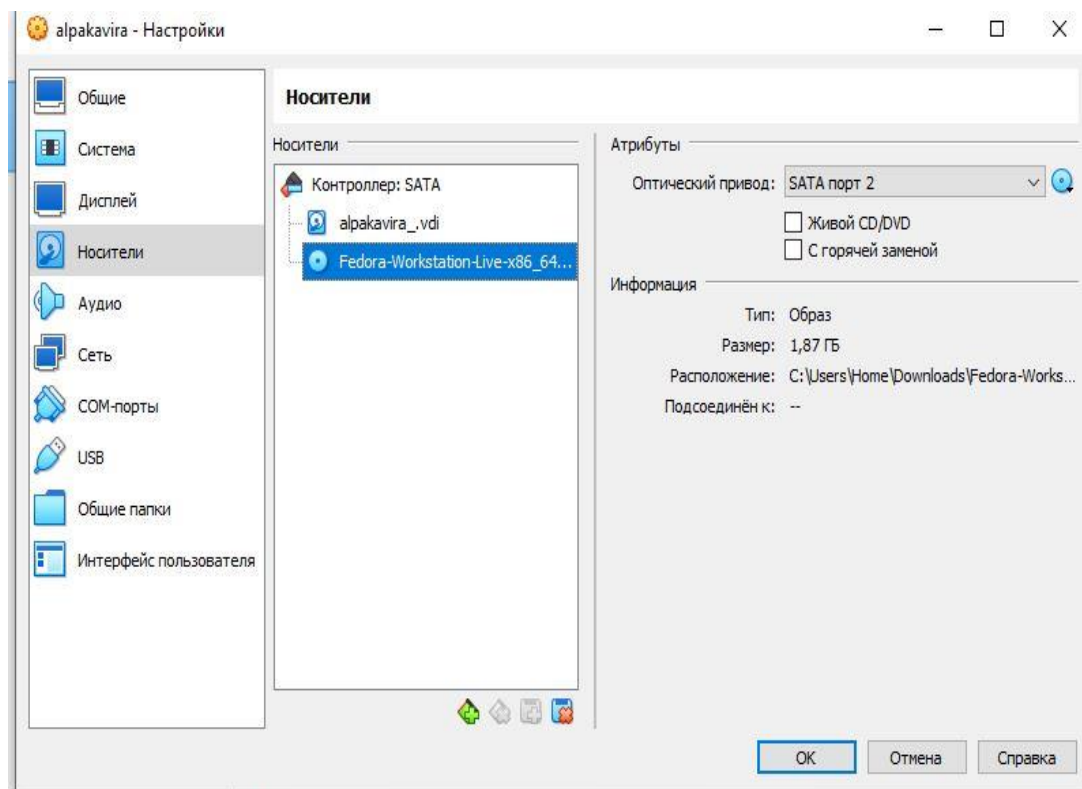 alpakavira - Настройки
Общие
Система
Дисплей
Носители
Аудио
Сеть
COM-порты
USB
Общие папки
Интерфейс пользователя
Носители
Носители
Контроллер: SATA
alpakavira_.vdi
Fedora-Workstation-Live-x86_64...
Атрибуты
Оптический привод: SATA порт 2
Живой CD/DVD
С горячей заменой
Информация
Тип: Образ
Размер: 1,87 ГБ
Расположение: C:\Users\Home\Downloads\Fedora-Works...
Подсоединён к: --
OK Отмена Справка